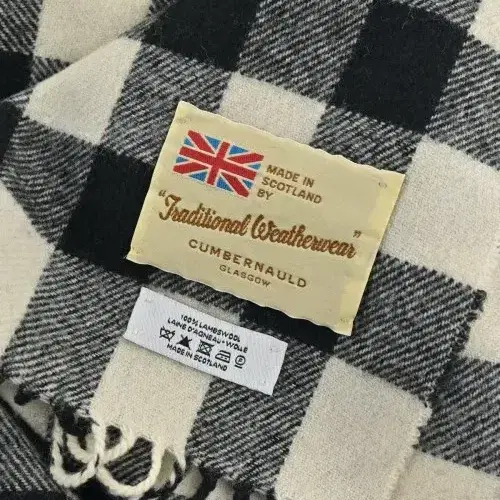 MADE IN
SCOTLAND
BY
"Traditional Weatherwear"
CUMBERNAULD
GLASGOW
100% LAMBSWOOL
LAINE D'AGNEAU • WOLLE
MADE IN SCOTLAND